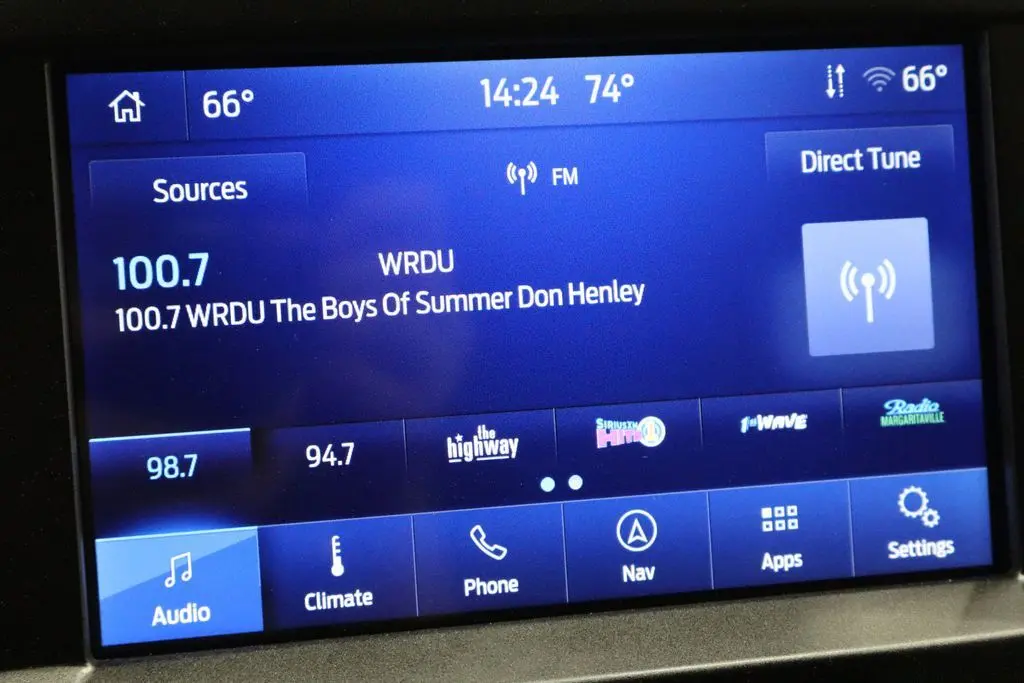 66° 14:24 74° 66°
Sources FM Direct Tune
100.7 WRDU
100.7 WRDU The Boys Of Summer Don Henley
98.7 94.7 the highway SIRIUSXM HITS 1 1st WAVE Radio MARGARITAVILLE
Audio Climate Phone Nav Apps Settings